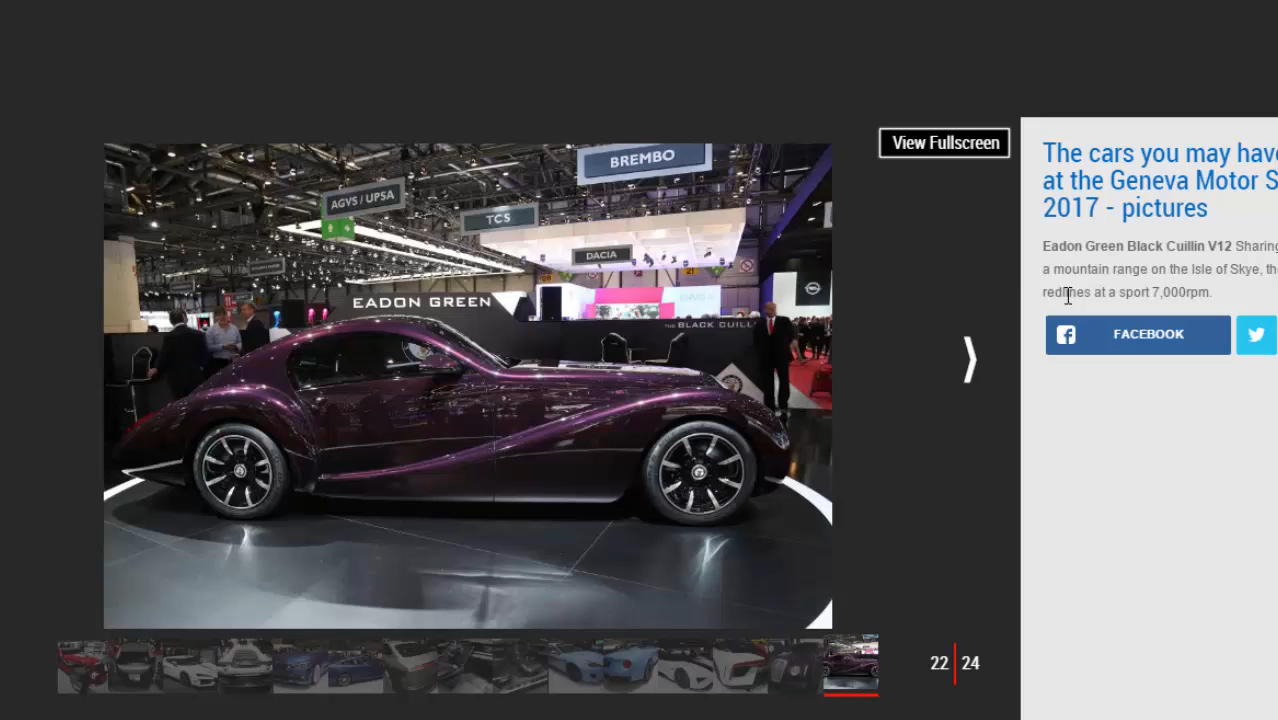 View Fullscreen
BREMBO
AGVS / UPSA
TCS
DACIA
EADON GREEN
THE BLACK CUILL
The cars you may have
at the Geneva Motor S
2017 - pictures
Eadon Green Black Cuillin V12 Sharing
a mountain range on the Isle of Skye, th
redlines at a sport 7,000rpm.
FACEBOOK
22 24